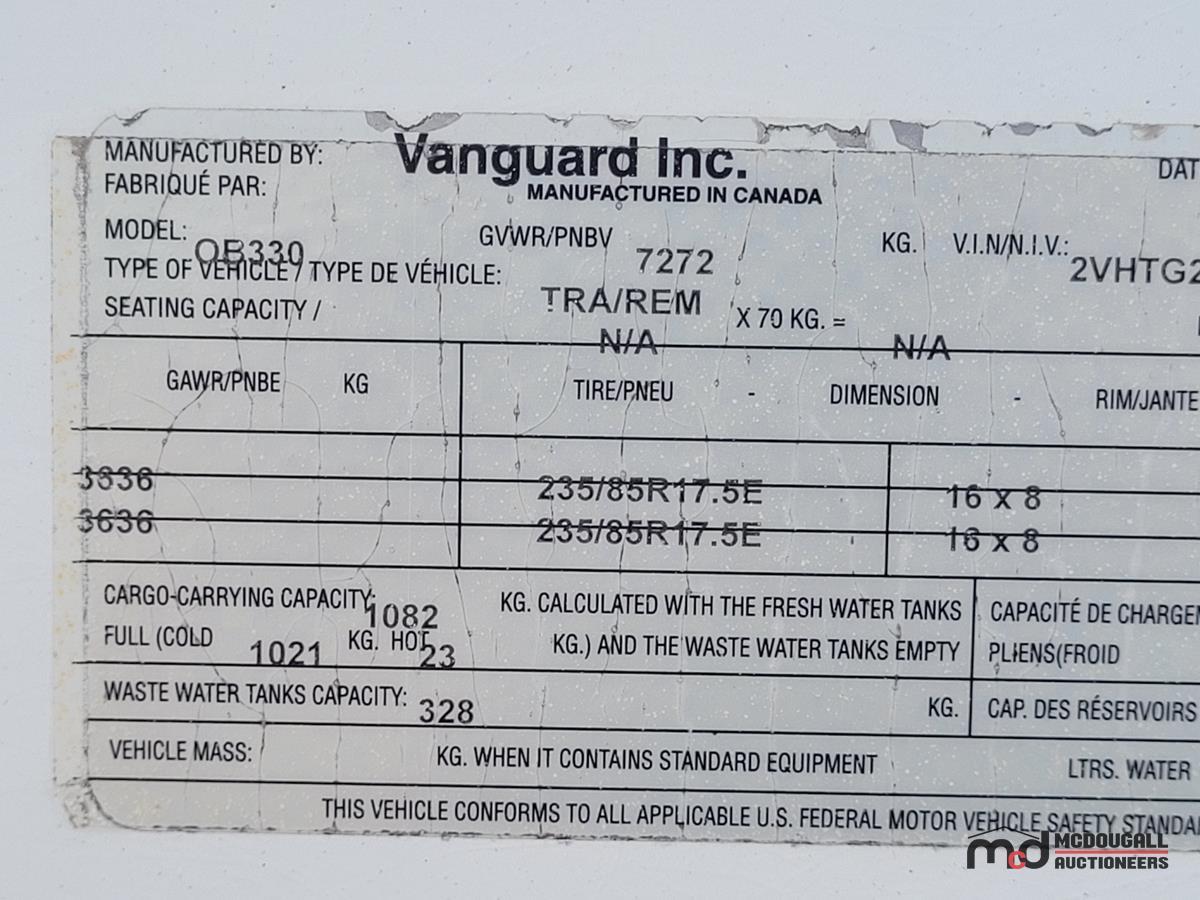 MANUFACTURED BY: Vanguard Inc. DAT
FABRIQUÉ PAR: MANUFACTURED IN CANADA
MODEL: OB330 GVWR/PNBV 7272 KG. V.I.N/N.I.V.: 2VHTG2
TYPE OF VEHICLE / TYPE DE VÉHICLE: TRA/REM
SEATING CAPACITY / N/A X 70 KG. = N/A
GAWR/PNBE KG TIRE/PNEU - DIMENSION - RIM/JANTE
3836 235/85R17.5E 16 x 8
3636 235/85R17.5E 16 x 8
CARGO-CARRYING CAPACITY: 1082 KG. CALCULATED WITH THE FRESH WATER TANKS CAPACITÉ DE CHARGE
FULL (COLD 1021 KG. HOT 23 KG.) AND THE WASTE WATER TANKS EMPTY PLIENS(FROID
WASTE WATER TANKS CAPACITY: 328 KG. CAP. DES RÉSERVOIRS
VEHICLE MASS: KG. WHEN IT CONTAINS STANDARD EQUIPMENT LTRS. WATER
THIS VEHICLE CONFORMS TO ALL APPLICABLE U.S. FEDERAL MOTOR VEHICLE SAFETY STANDA
mcd MCDOUGALL
AUCTIONEERS